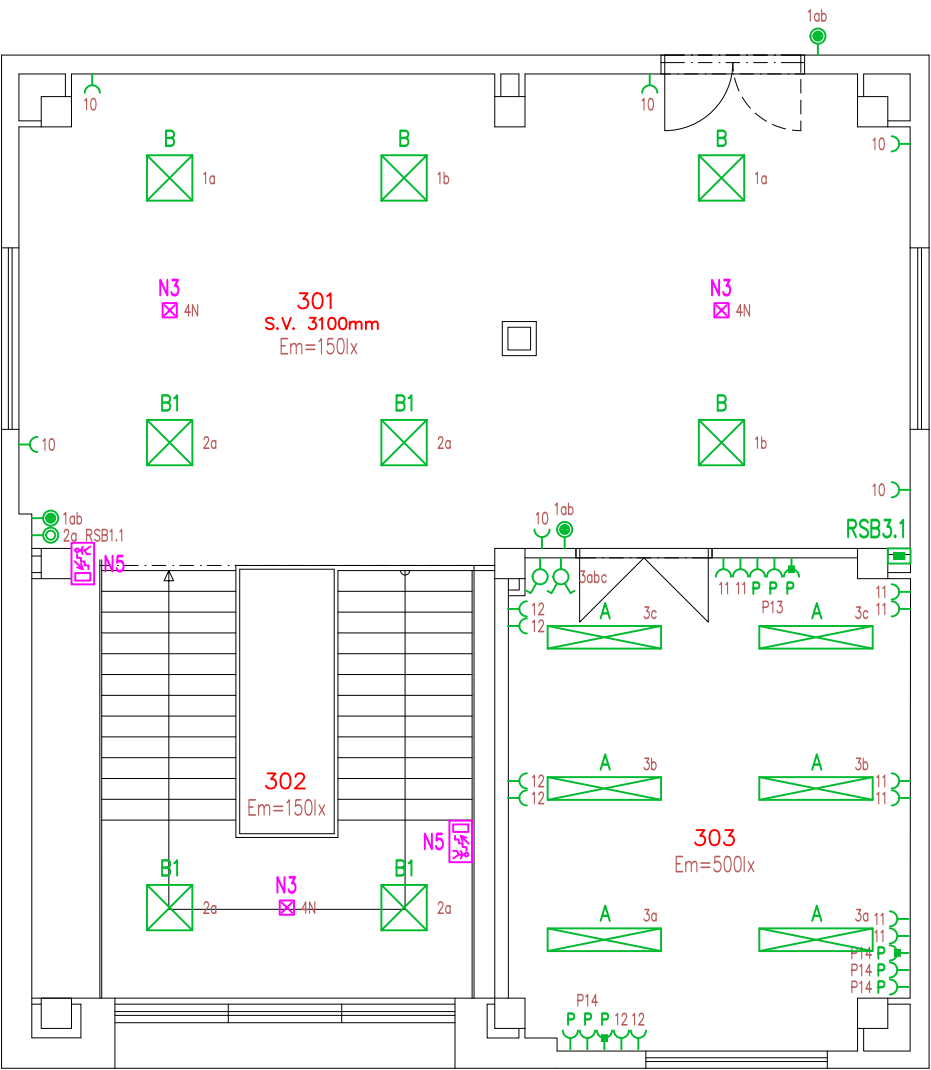 1ab
10
10
10
B
B
B
1a
1b
1a
N3
4N
N3
4N
301
S.V. 3100mm
Em=150lx
B1
B1
B
2a
2a
1b
10
10
1ab
2a RSB1.1
N5
10
1ab
RSB3.1
3abc
11 11 P P P
P13
11
11
12
12
A
3c
A
3c
A
3b
A
3b
12
12
11
11
302
Em=150lx
N5
303
Em=500lx
B1
B1
2a
N3
4N
2a
A
3a
A
3a
11
11
P14 P
P14 P
P14 P
P14
P P P 12 12